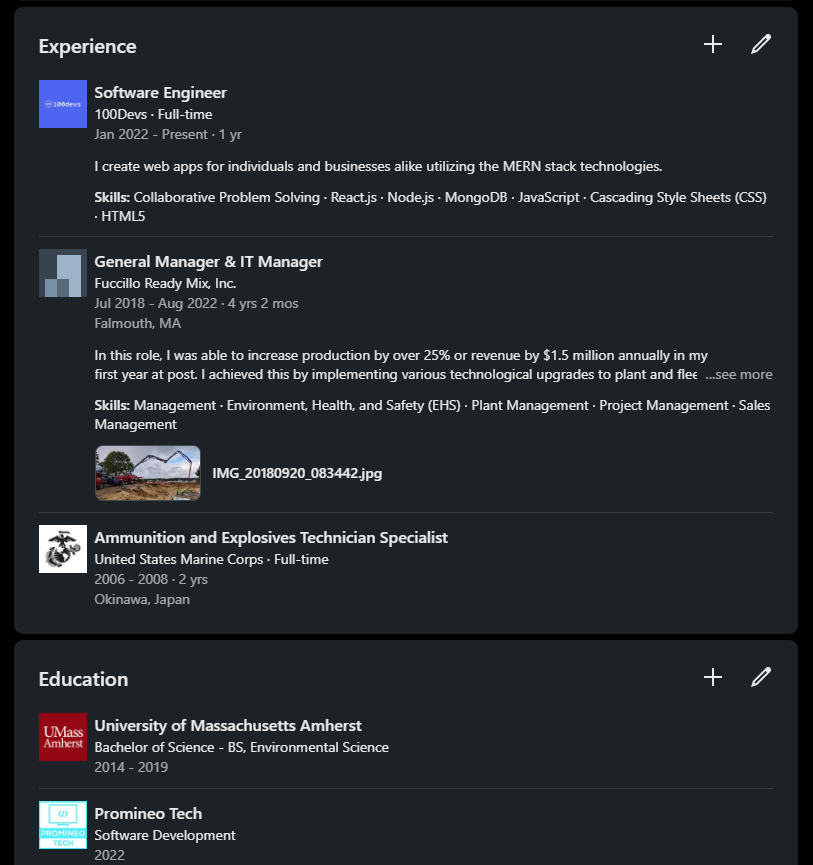 Experience
100devs
Software Engineer
100Devs · Full-time
Jan 2022 - Present · 1 yr
I create web apps for individuals and businesses alike utilizing the MERN stack technologies.
Skills: Collaborative Problem Solving · React.js · Node.js · MongoDB · JavaScript · Cascading Style Sheets (CSS)
· HTML5
General Manager & IT Manager
Fuccillo Ready Mix, Inc.
Jul 2018 - Aug 2022 · 4 yrs 2 mos
Falmouth, MA
In this role, I was able to increase production by over 25% or revenue by $1.5 million annually in my
first year at post. I achieved this by implementing various technological upgrades to plant and flee ...see more
Skills: Management · Environment, Health, and Safety (EHS) · Plant Management · Project Management · Sales
Management
IMG_20180920_083442.jpg
Ammunition and Explosives Technician Specialist
United States Marine Corps · Full-time
2006 - 2008 · 2 yrs
Okinawa, Japan
Education
UMass
Amherst
University of Massachusetts Amherst
Bachelor of Science - BS, Environmental Science
2014 - 2019
</>
PROMINEO
TECH
Promineo Tech
Software Development
2022